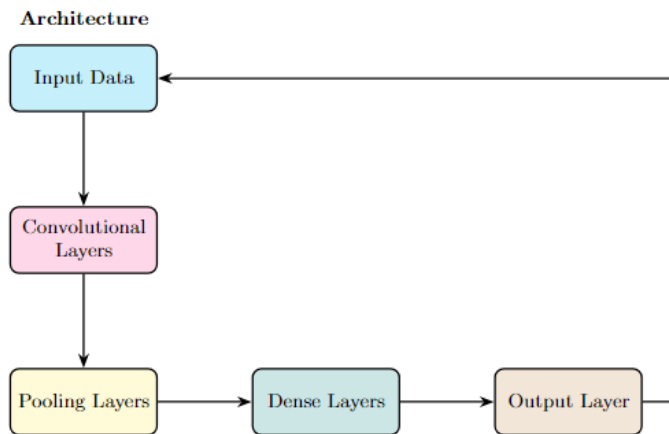 Architecture
Input Data
Convolutional
Layers
Pooling Layers
Dense Layers
Output Layer